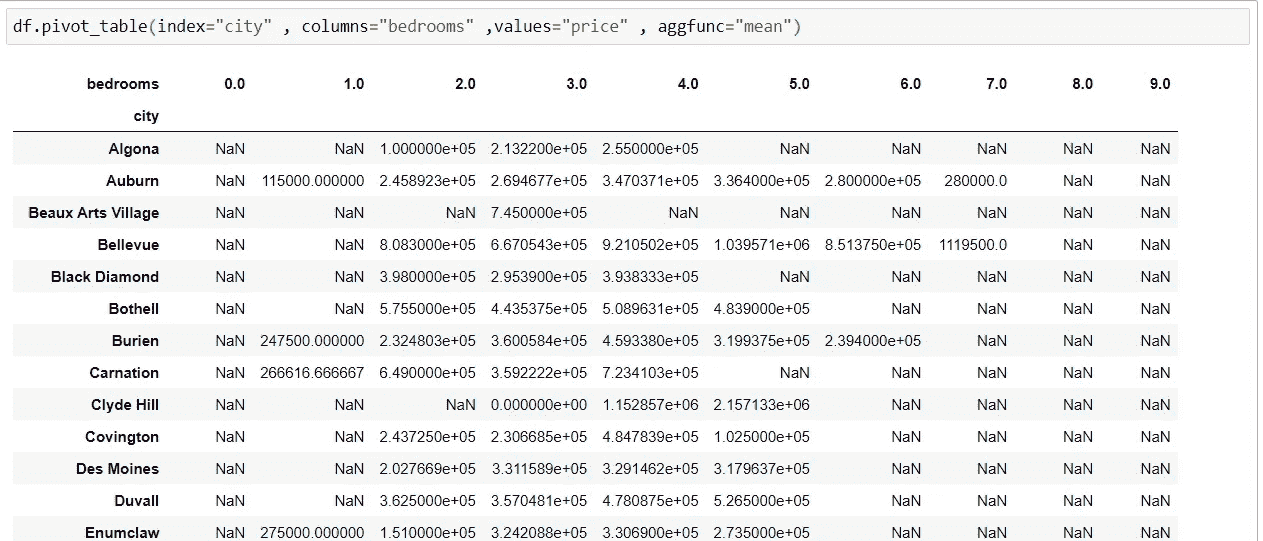 df.pivot_table(index="city" , columns="bedrooms" ,values="price" , aggfunc="mean")
bedrooms 0.0 1.0 2.0 3.0 4.0 5.0 6.0 7.0 8.0 9.0
city
Algona NaN NaN 1.000000e+05 2.132200e+05 2.550000e+05 NaN NaN NaN NaN NaN
Auburn NaN 115000.000000 2.458923e+05 2.694677e+05 3.470371e+05 3.364000e+05 2.800000e+05 280000.0 NaN NaN
Beaux Arts Village NaN NaN NaN 7.450000e+05 NaN NaN NaN NaN NaN NaN
Bellevue NaN NaN 8.083000e+05 6.670543e+05 9.210502e+05 1.039571e+06 8.513750e+05 1119500.0 NaN NaN
Black Diamond NaN NaN 3.980000e+05 2.953900e+05 3.938333e+05 NaN NaN NaN NaN NaN
Bothell NaN NaN 5.755000e+05 4.435375e+05 5.089631e+05 4.839000e+05 NaN NaN NaN NaN
Burien NaN 247500.000000 2.324803e+05 3.600584e+05 4.593380e+05 3.199375e+05 2.394000e+05 NaN NaN NaN
Carnation NaN 266616.666667 6.490000e+05 3.592222e+05 7.234103e+05 NaN NaN NaN NaN NaN
Clyde Hill NaN NaN NaN 0.000000e+00 1.152857e+06 2.157133e+06 NaN NaN NaN NaN
Covington NaN NaN 2.437250e+05 2.306685e+05 4.847839e+05 1.025000e+05 NaN NaN NaN NaN
Des Moines NaN NaN 2.027669e+05 3.311589e+05 3.291462e+05 3.179637e+05 NaN NaN NaN NaN
Duvall NaN NaN 3.625000e+05 3.570481e+05 4.780875e+05 5.265000e+05 NaN NaN NaN NaN
Enumclaw NaN 275000.000000 1.510000e+05 3.242088e+05 3.306900e+05 2.735000e+05 NaN NaN NaN NaN